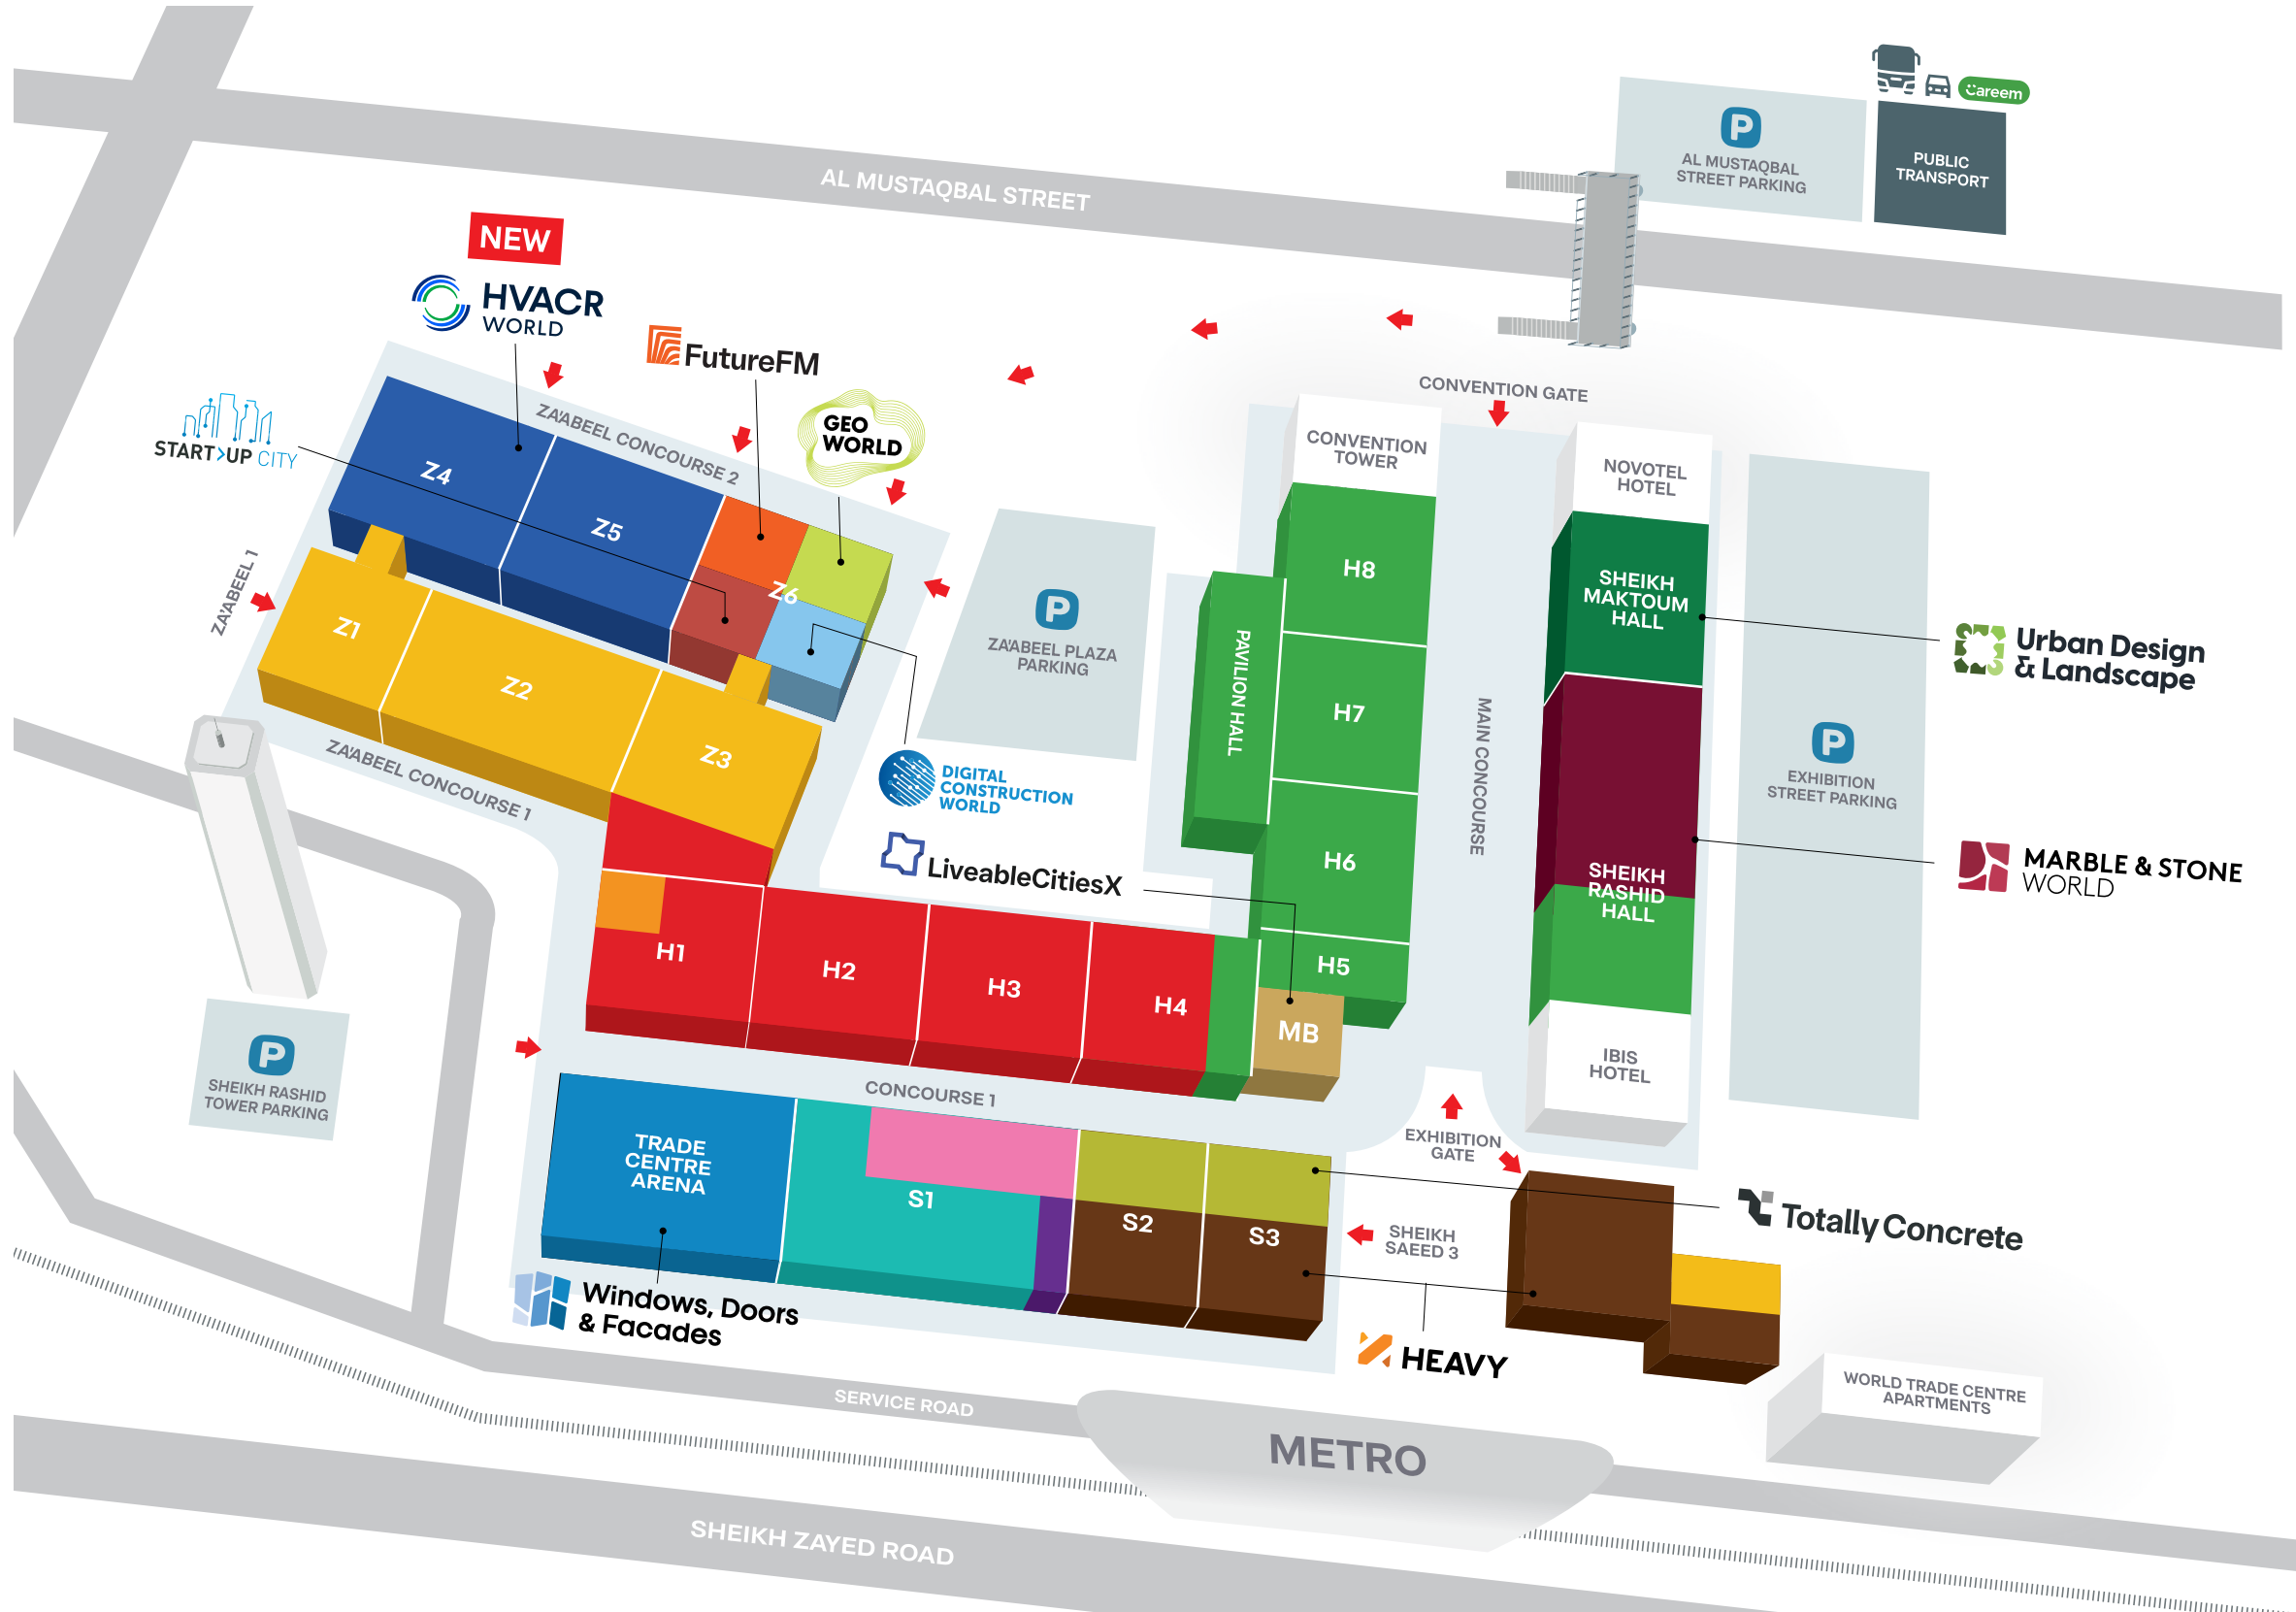 Careem
P
AL MUSTAQBAL
STREET PARKING
PUBLIC
TRANSPORT
AL MUSTAQBAL STREET
NEW
HVACR
WORLD
FutureFM
GEO
WORLD
START>UP CITY
ZA'ABEEL CONCOURSE 2
CONVENTION GATE
CONVENTION
TOWER
NOVOTEL
HOTEL
Z4
Z5
Z6
ZA'ABEEL 1
Z1
Z2
Z3
ZA'ABEEL CONCOURSE 1
P
ZA'ABEEL PLAZA
PARKING
H8
H7
H6
H5
PAVILION HALL
MAIN CONCOURSE
SHEIKH
MAKTOUM
HALL
Urban Design
& Landscape
P
EXHIBITION
STREET PARKING
DIGITAL
CONSTRUCTION
WORLD
LiveableCitiesX
SHEIKH
RASHID
HALL
MARBLE & STONE
WORLD
H1
H2
H3
H4
MB
IBIS
HOTEL
P
SHEIKH RASHID
TOWER PARKING
CONCOURSE 1
EXHIBITION
GATE
TRADE
CENTRE
ARENA
S1
S2
S3
SHEIKH
SAEED 3
Totally Concrete
Windows, Doors
& Facades
HEAVY
WORLD TRADE CENTRE
APARTMENTS
SERVICE ROAD
METRO
SHEIKH ZAYED ROAD